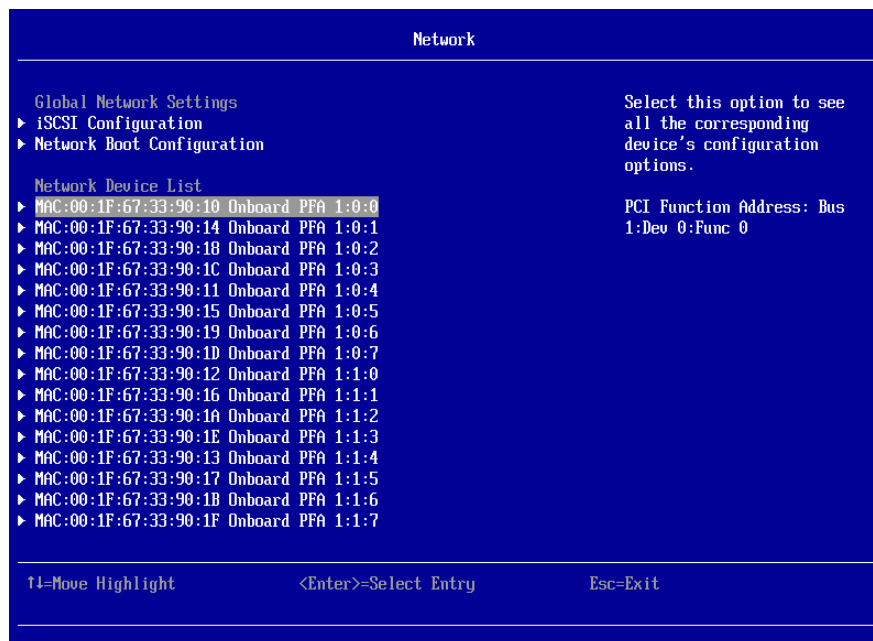 Network
Global Network Settings
▶ iSCSI Configuration
▶ Network Boot Configuration
Network Device List
▶ MAC:00:1F:67:33:90:10 Onboard PFA 1:0:0
▶ MAC:00:1F:67:33:90:14 Onboard PFA 1:0:1
▶ MAC:00:1F:67:33:90:18 Onboard PFA 1:0:2
▶ MAC:00:1F:67:33:90:1C Onboard PFA 1:0:3
▶ MAC:00:1F:67:33:90:11 Onboard PFA 1:0:4
▶ MAC:00:1F:67:33:90:15 Onboard PFA 1:0:5
▶ MAC:00:1F:67:33:90:19 Onboard PFA 1:0:6
▶ MAC:00:1F:67:33:90:1D Onboard PFA 1:0:7
▶ MAC:00:1F:67:33:90:12 Onboard PFA 1:1:0
▶ MAC:00:1F:67:33:90:16 Onboard PFA 1:1:1
▶ MAC:00:1F:67:33:90:1A Onboard PFA 1:1:2
▶ MAC:00:1F:67:33:90:1E Onboard PFA 1:1:3
▶ MAC:00:1F:67:33:90:13 Onboard PFA 1:1:4
▶ MAC:00:1F:67:33:90:17 Onboard PFA 1:1:5
▶ MAC:00:1F:67:33:90:1B Onboard PFA 1:1:6
▶ MAC:00:1F:67:33:90:1F Onboard PFA 1:1:7
Select this option to see
all the corresponding
device's configuration
options.
PCI Function Address: Bus
1:Dev 0:Func 0
↑↓=Move Highlight <Enter>=Select Entry Esc=Exit